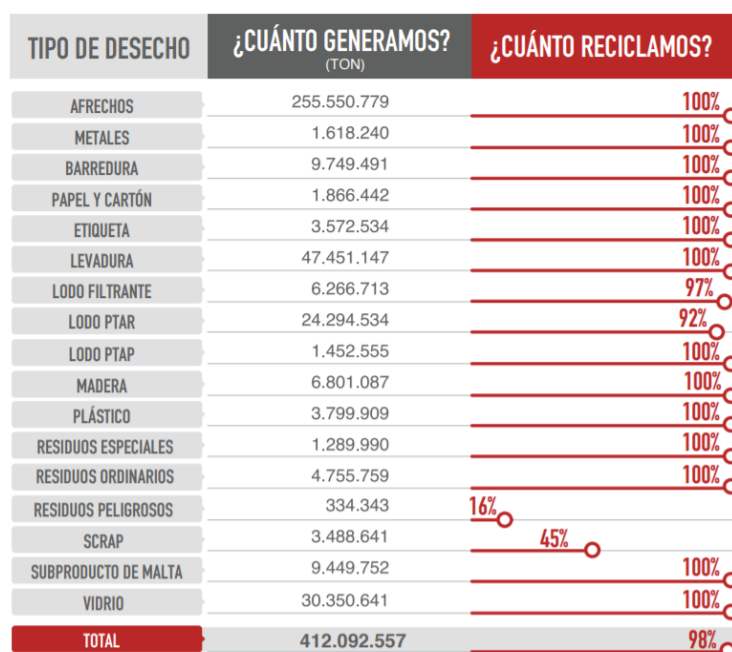 TIPO DE DESECHO ¿CUÁNTO GENERAMOS? (TON) ¿CUÁNTO RECICLAMOS?
AFRECHOS 255.550.779 100%
METALES 1.618.240 100%
BARREDURA 9.749.491 100%
PAPEL Y CARTÓN 1.866.442 100%
ETIQUETA 3.572.534 100%
LEVADURA 47.451.147 100%
LODO FILTRANTE 6.266.713 97%
LODO PTAR 24.294.534 92%
LODO PTAP 1.452.555 100%
MADERA 6.801.087 100%
PLÁSTICO 3.799.909 100%
RESIDUOS ESPECIALES 1.289.990 100%
RESIDUOS ORDINARIOS 4.755.759 100%
RESIDUOS PELIGROSOS 334.343 16%
SCRAP 3.488.641 45%
SUBPRODUCTO DE MALTA 9.449.752 100%
VIDRIO 30.350.641 100%
TOTAL 412.092.557 98%